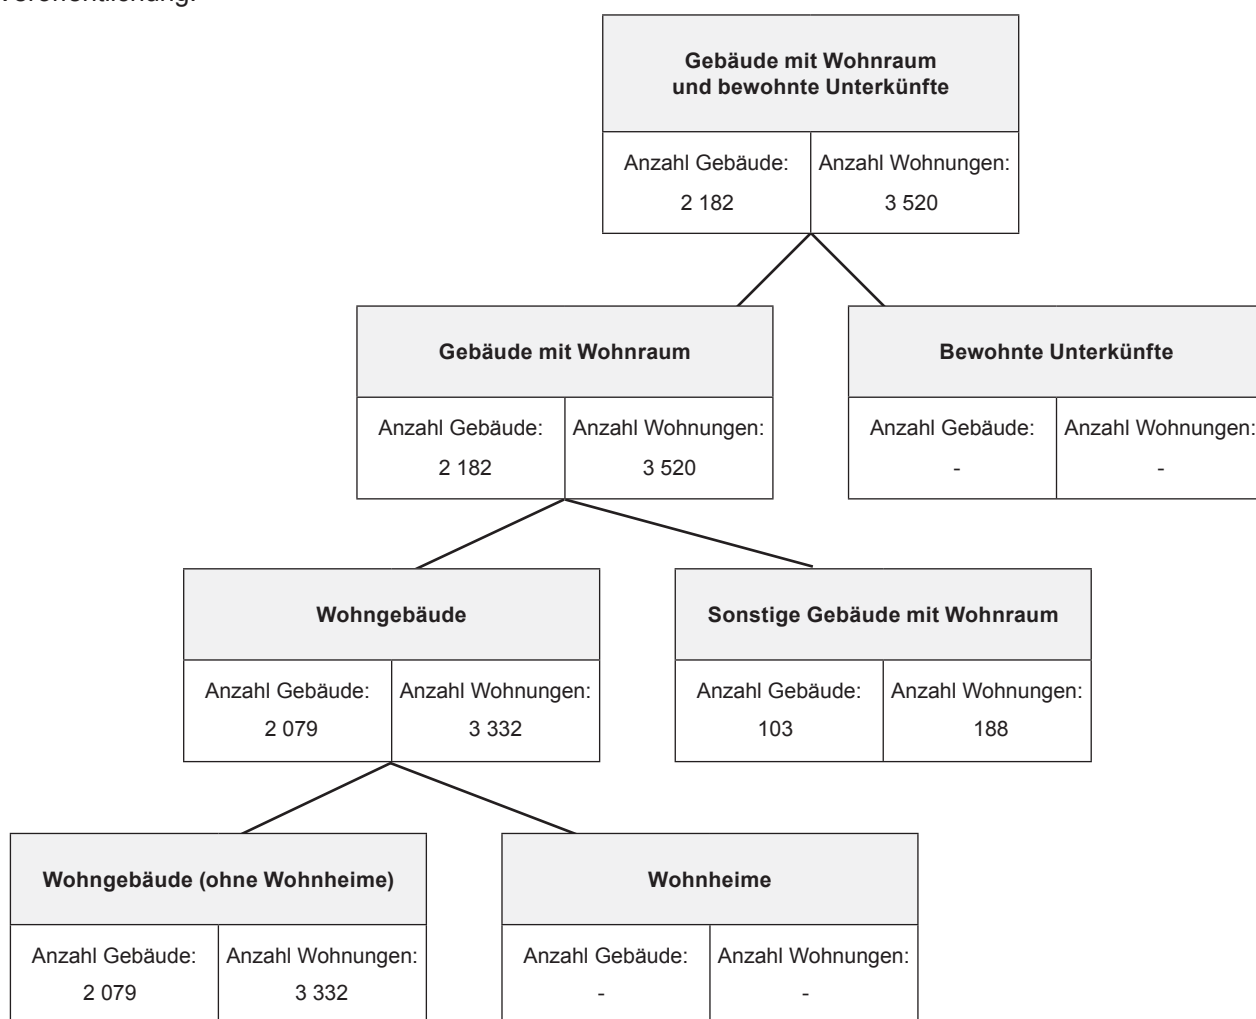 Veröffentlichung.
Gebäude mit Wohnraum
und bewohnte Unterkünfte
Anzahl Gebäude:
2 182
Anzahl Wohnungen:
3 520
Gebäude mit Wohnraum
Anzahl Gebäude:
2 182
Anzahl Wohnungen:
3 520
Bewohnte Unterkünfte
Anzahl Gebäude:
-
Anzahl Wohnungen:
-
Wohngebäude
Anzahl Gebäude:
2 079
Anzahl Wohnungen:
3 332
Sonstige Gebäude mit Wohnraum
Anzahl Gebäude:
103
Anzahl Wohnungen:
188
Wohngebäude (ohne Wohnheime)
Anzahl Gebäude:
2 079
Anzahl Wohnungen:
3 332
Wohnheime
Anzahl Gebäude:
-
Anzahl Wohnungen:
-